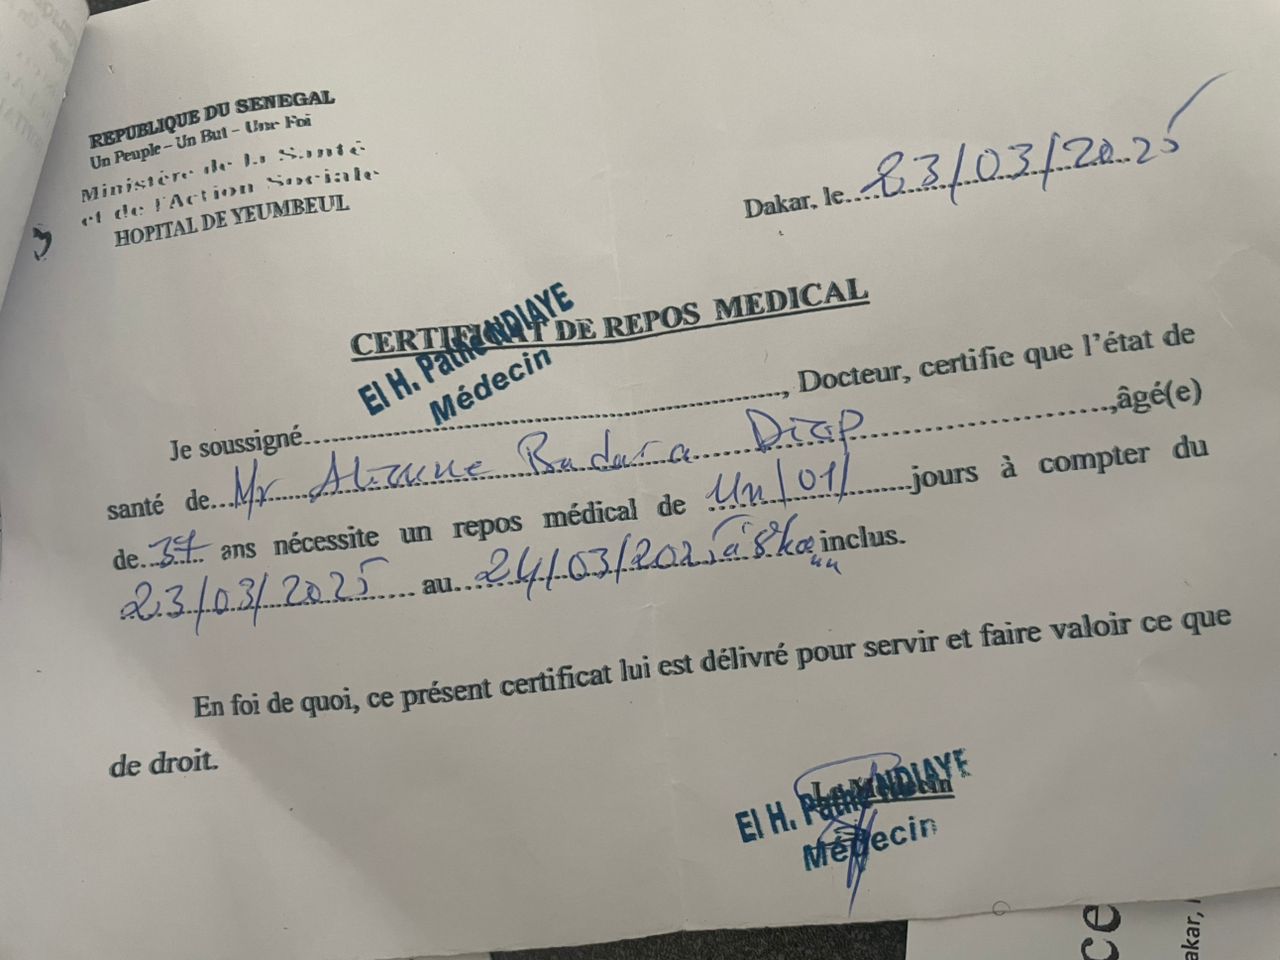 REPUBLIQUE DU SENEGAL
Un Peuple – Un But – Une Foi
Ministère de la Santé
et de l'Action Sociale
HOPITAL DE YEUMBEUL
Dakar, le 23/03/2025
CERTIFICAT DE REPOS MEDICAL
El H. Pathé NDIAYE
Médecin
Je soussigné, Docteur, certifie que l'état de
santé de Mr Alioune Badara Diop, âgé(e)
de 37 ans nécessite un repos médical de un/01/ jours à compter du
23/03/2025 au 24/03/2025 à inclus.
En foi de quoi, ce présent certificat lui est délivré pour servir et faire valoir ce que
de droit.
Le Médecin
El H. Pathé NDIAYE
Médecin
ce
akar,